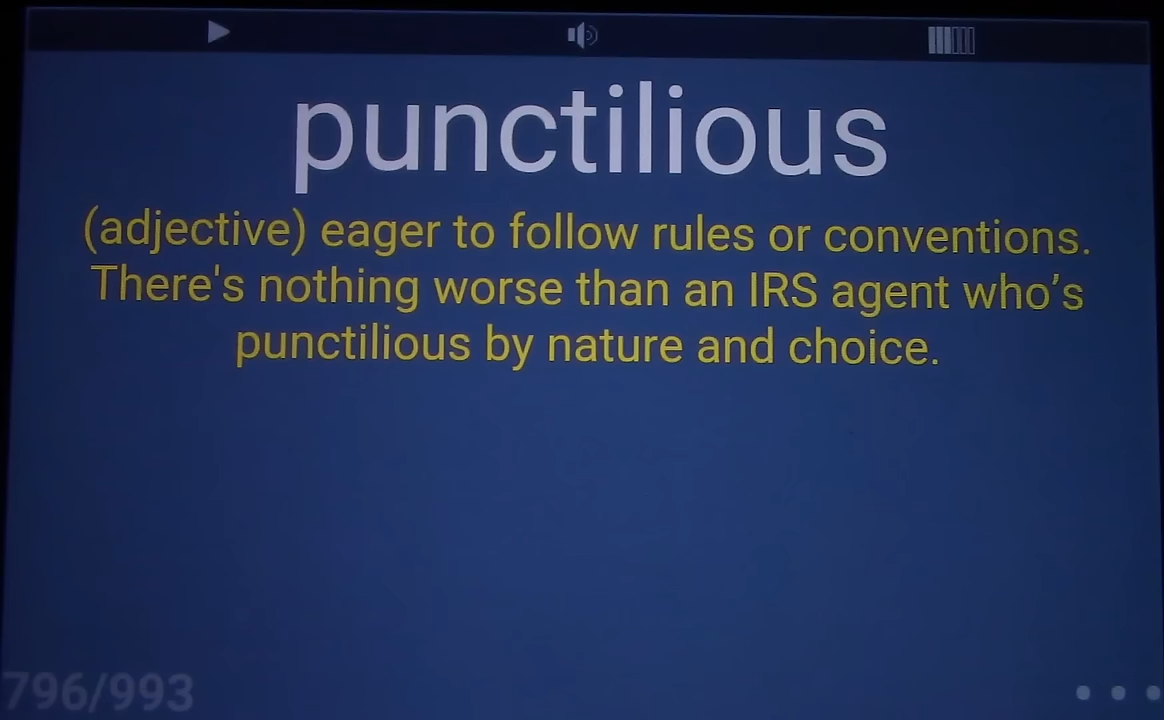 punctilious
(adjective) eager to follow rules or conventions.
There's nothing worse than an IRS agent who’s
punctilious by nature and choice.
796/993